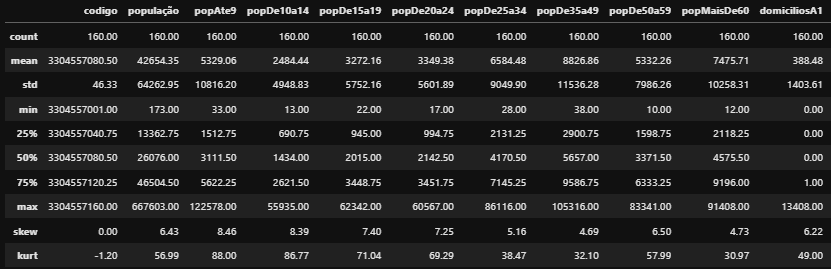 codigo população popAte9 popDe10a14 popDe15a19 popDe20a24 popDe25a34 popDe35a49 popDe50a59 popMaisDe60 domiciliosA1
count 160.00 160.00 160.00 160.00 160.00 160.00 160.00 160.00 160.00 160.00 160.00
mean 3304557080.50 42654.35 5329.06 2484.44 3272.16 3349.38 6584.48 8826.86 5332.26 7475.71 388.48
std 46.33 64262.95 10816.20 4948.83 5752.16 5601.89 9049.90 11536.28 7986.26 10258.31 1403.61
min 3304557001.00 173.00 33.00 13.00 22.00 17.00 28.00 38.00 10.00 12.00 0.00
25% 3304557040.75 13362.75 1512.75 690.75 945.00 994.75 2131.25 2900.75 1598.75 2118.25 0.00
50% 3304557080.50 26076.00 3111.50 1434.00 2015.00 2142.50 4170.50 5657.00 3371.50 4575.50 0.00
75% 3304557120.25 46504.50 5622.25 2621.50 3448.75 3451.75 7145.25 9586.75 6333.25 9196.00 1.00
max 3304557160.00 667603.00 122578.00 55935.00 62342.00 60567.00 86116.00 105316.00 83341.00 91408.00 13408.00
skew 0.00 6.43 8.46 8.39 7.40 7.25 5.16 4.69 6.50 4.73 6.22
kurt -1.20 56.99 88.00 86.77 71.04 69.29 38.47 32.10 57.99 30.97 49.00